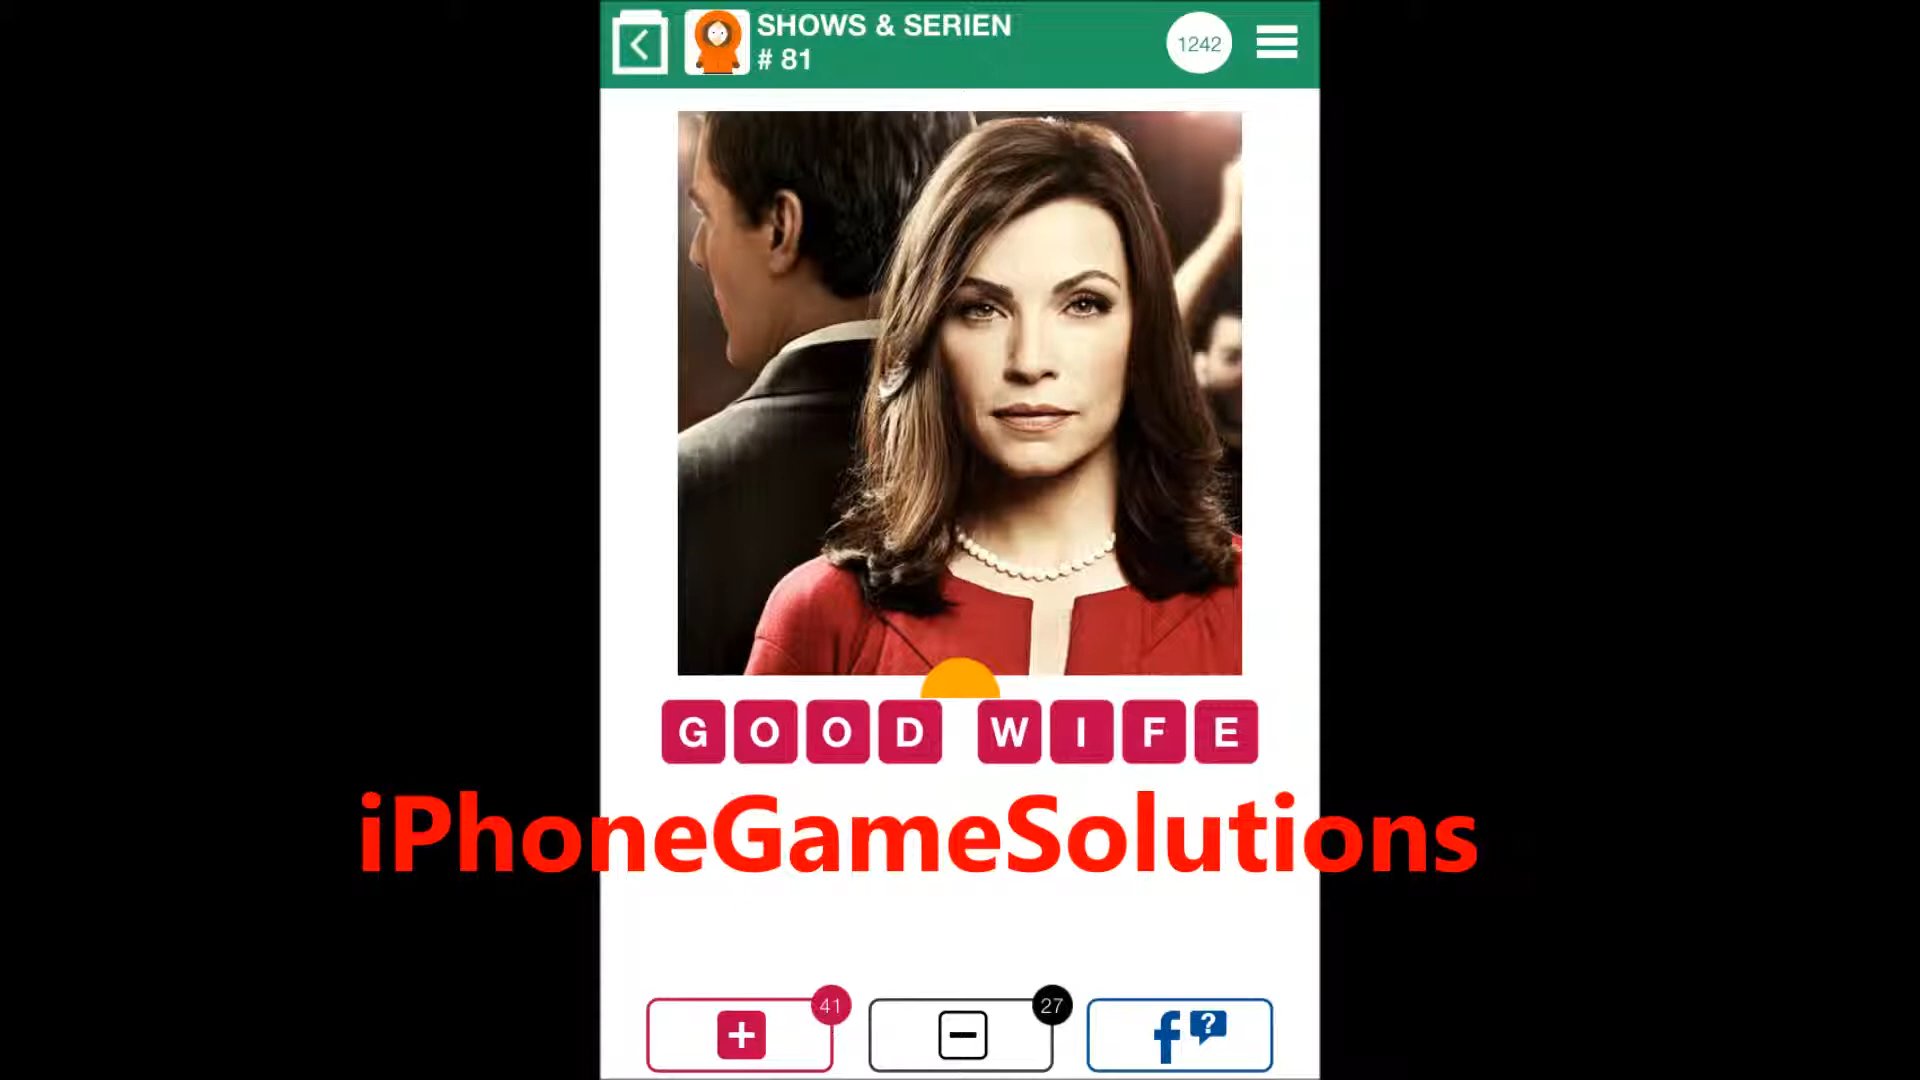 SHOWS & SERIEN
# 81
1242
GOOD WIFE
iPhoneGameSolutions
41
27
f ?